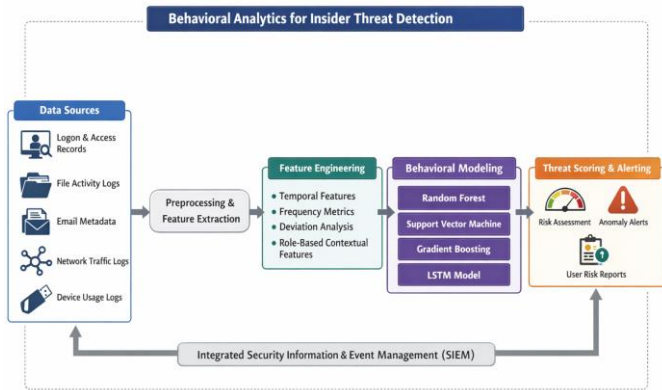 Behavioral Analytics for Insider Threat Detection
Data Sources
Logon & Access
Records
File Activity Logs
Email Metadata
Network Traffic Logs
Device Usage Logs
Preprocessing &
Feature Extraction
Feature Engineering
• Temporal Features
• Frequency Metrics
• Deviation Analysis
• Role-Based Contextual
Features
Behavioral Modeling
Random Forest
Support Vector Machine
Gradient Boosting
LSTM Model
Threat Scoring & Alerting
Risk Assessment
Anomaly Alerts
User Risk Reports
Integrated Security Information & Event Management (SIEM)